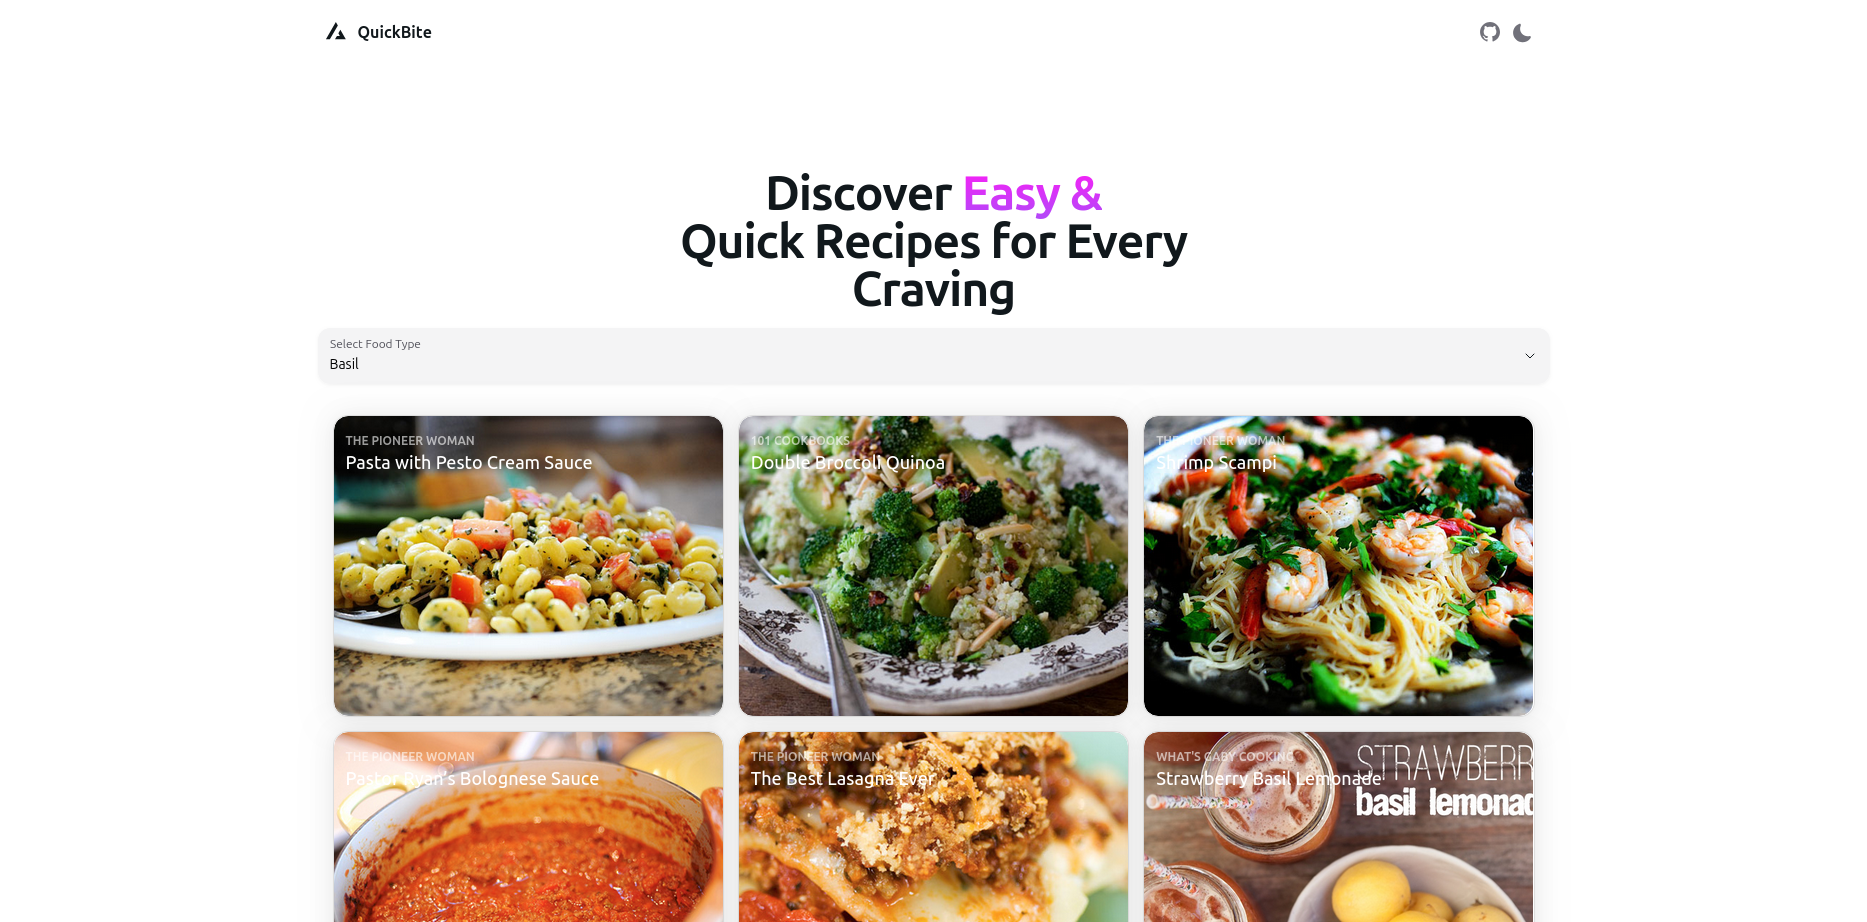 QuickBite
Discover Easy &
Quick Recipes for Every
Craving
Select Food Type
Basil
THE PIONEER WOMAN
Pasta with Pesto Cream Sauce
101 COOKBOOKS
Double Broccoli Quinoa
THE PIONEER WOMAN
Shrimp Scampi
THE PIONEER WOMAN
Pastor Ryan's Bolognese Sauce
THE PIONEER WOMAN
The Best Lasagna Ever
WHAT'S GABY COOKING
Strawberry Basil Lemonade
STRAWBERR
basil lemonad